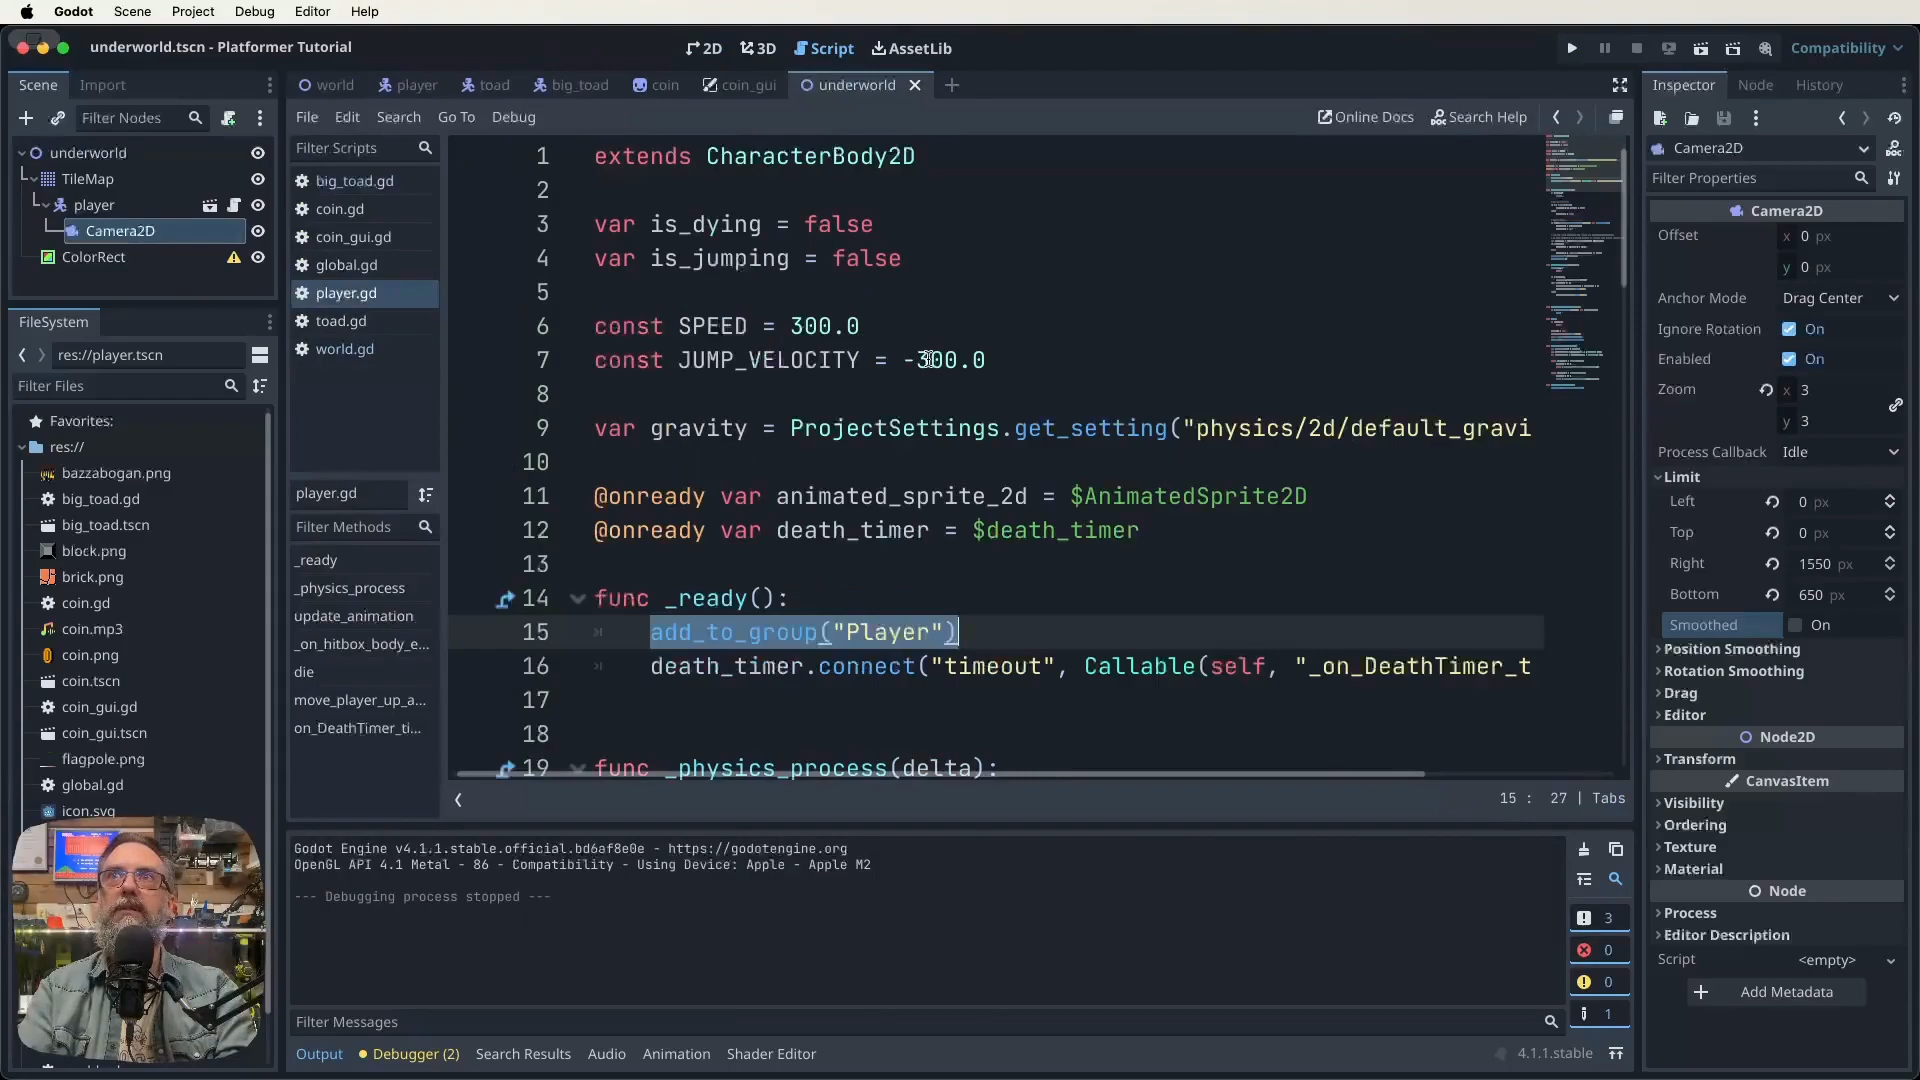 Godot Scene Project Debug Editor Help
underworld.tscn - Platformer Tutorial
2D 3D Script AssetLib
Compatibility
Scene Import
world player toad big_toad coin coin_gui underworld
Inspector Node History
Filter Nodes
File Edit Search Go To Debug
Online Docs Search Help
underworld
TileMap
player
Camera2D
ColorRect
FileSystem
res://player.tscn
Filter Files
Favorites:
res://
bazzabogan.png
big_toad.gd
big_toad.tscn
block.png
brick.png
coin.gd
coin.mp3
coin.png
coin.tscn
coin_gui.gd
coin_gui.tscn
flagpole.png
global.gd
icon.svg
Filter Scripts
big_toad.gd
coin.gd
coin_gui.gd
global.gd
player.gd
toad.gd
world.gd
player.gd
Filter Methods
_ready
_physics_process
update_animation
_on_hitbox_body_e...
die
move_player_up_a...
on_DeathTimer_ti...
1 extends CharacterBody2D
2
3 var is_dying = false
4 var is_jumping = false
5
6 const SPEED = 300.0
7 const JUMP_VELOCITY = -300.0
8
9 var gravity = ProjectSettings.get_setting("physics/2d/default_gravi
10
11 @onready var animated_sprite_2d = $AnimatedSprite2D
12 @onready var death_timer = $death_timer
13
14 func _ready():
15 add_to_group("Player")
16 death_timer.connect("timeout", Callable(self, "_on_DeathTimer_t
17
18
19 func _physics_process(delta):
15 : 27 | Tabs
Godot Engine v4.1.1.stable.official.bd6af8e0e - https://godotengine.org
OpenGL API 4.1 Metal - 86 - Compatibility - Using Device: Apple - Apple M2
--- Debugging process stopped ---
3
0
0
1
Filter Messages
Output Debugger (2) Search Results Audio Animation Shader Editor
4.1.1.stable
Camera2D
Filter Properties
Camera2D
Offset x 0 px
y 0 px
Anchor Mode Drag Center
Ignore Rotation On
Enabled On
Zoom x 3
y 3
Process Callback Idle
Limit
Left 0 px
Top 0 px
Right 1550 px
Bottom 650 px
Smoothed On
Position Smoothing
Rotation Smoothing
Drag
Editor
Node2D
Transform
CanvasItem
Visibility
Ordering
Texture
Material
Node
Process
Editor Description
Script <empty>
Add Metadata